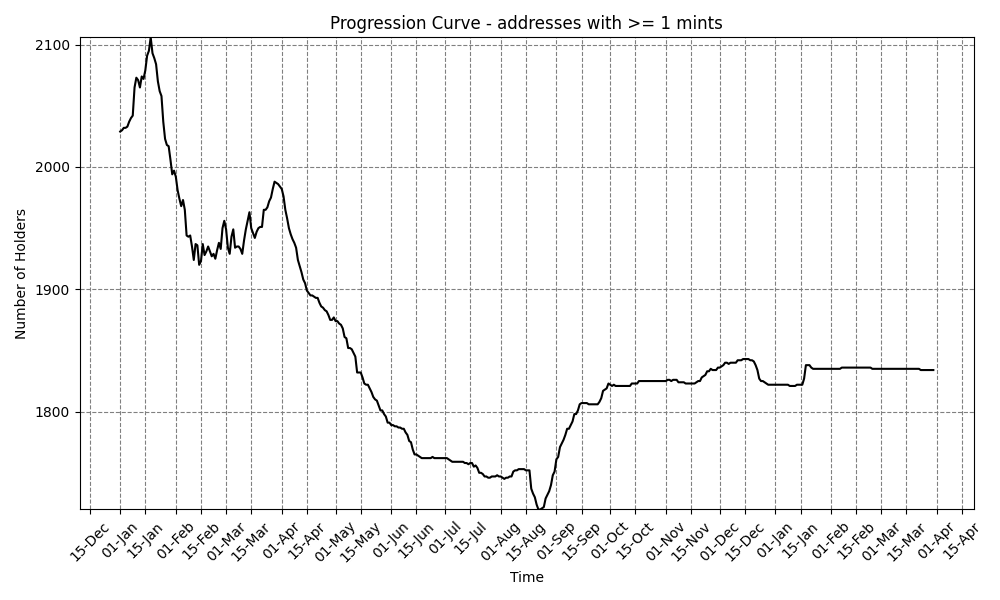 Progression Curve - addresses with >= 1 mints
Number of Holders
2100
2000
1900
1800
15-Dec
01-Jan
15-Jan
01-Feb
15-Feb
01-Mar
15-Mar
01-Apr
15-Apr
01-May
15-May
01-Jun
15-Jun
01-Jul
15-Jul
01-Aug
15-Aug
01-Sep
15-Sep
01-Oct
15-Oct
01-Nov
15-Nov
01-Dec
15-Dec
01-Jan
15-Jan
01-Feb
15-Feb
01-Mar
15-Mar
01-Apr
15-Apr
Time